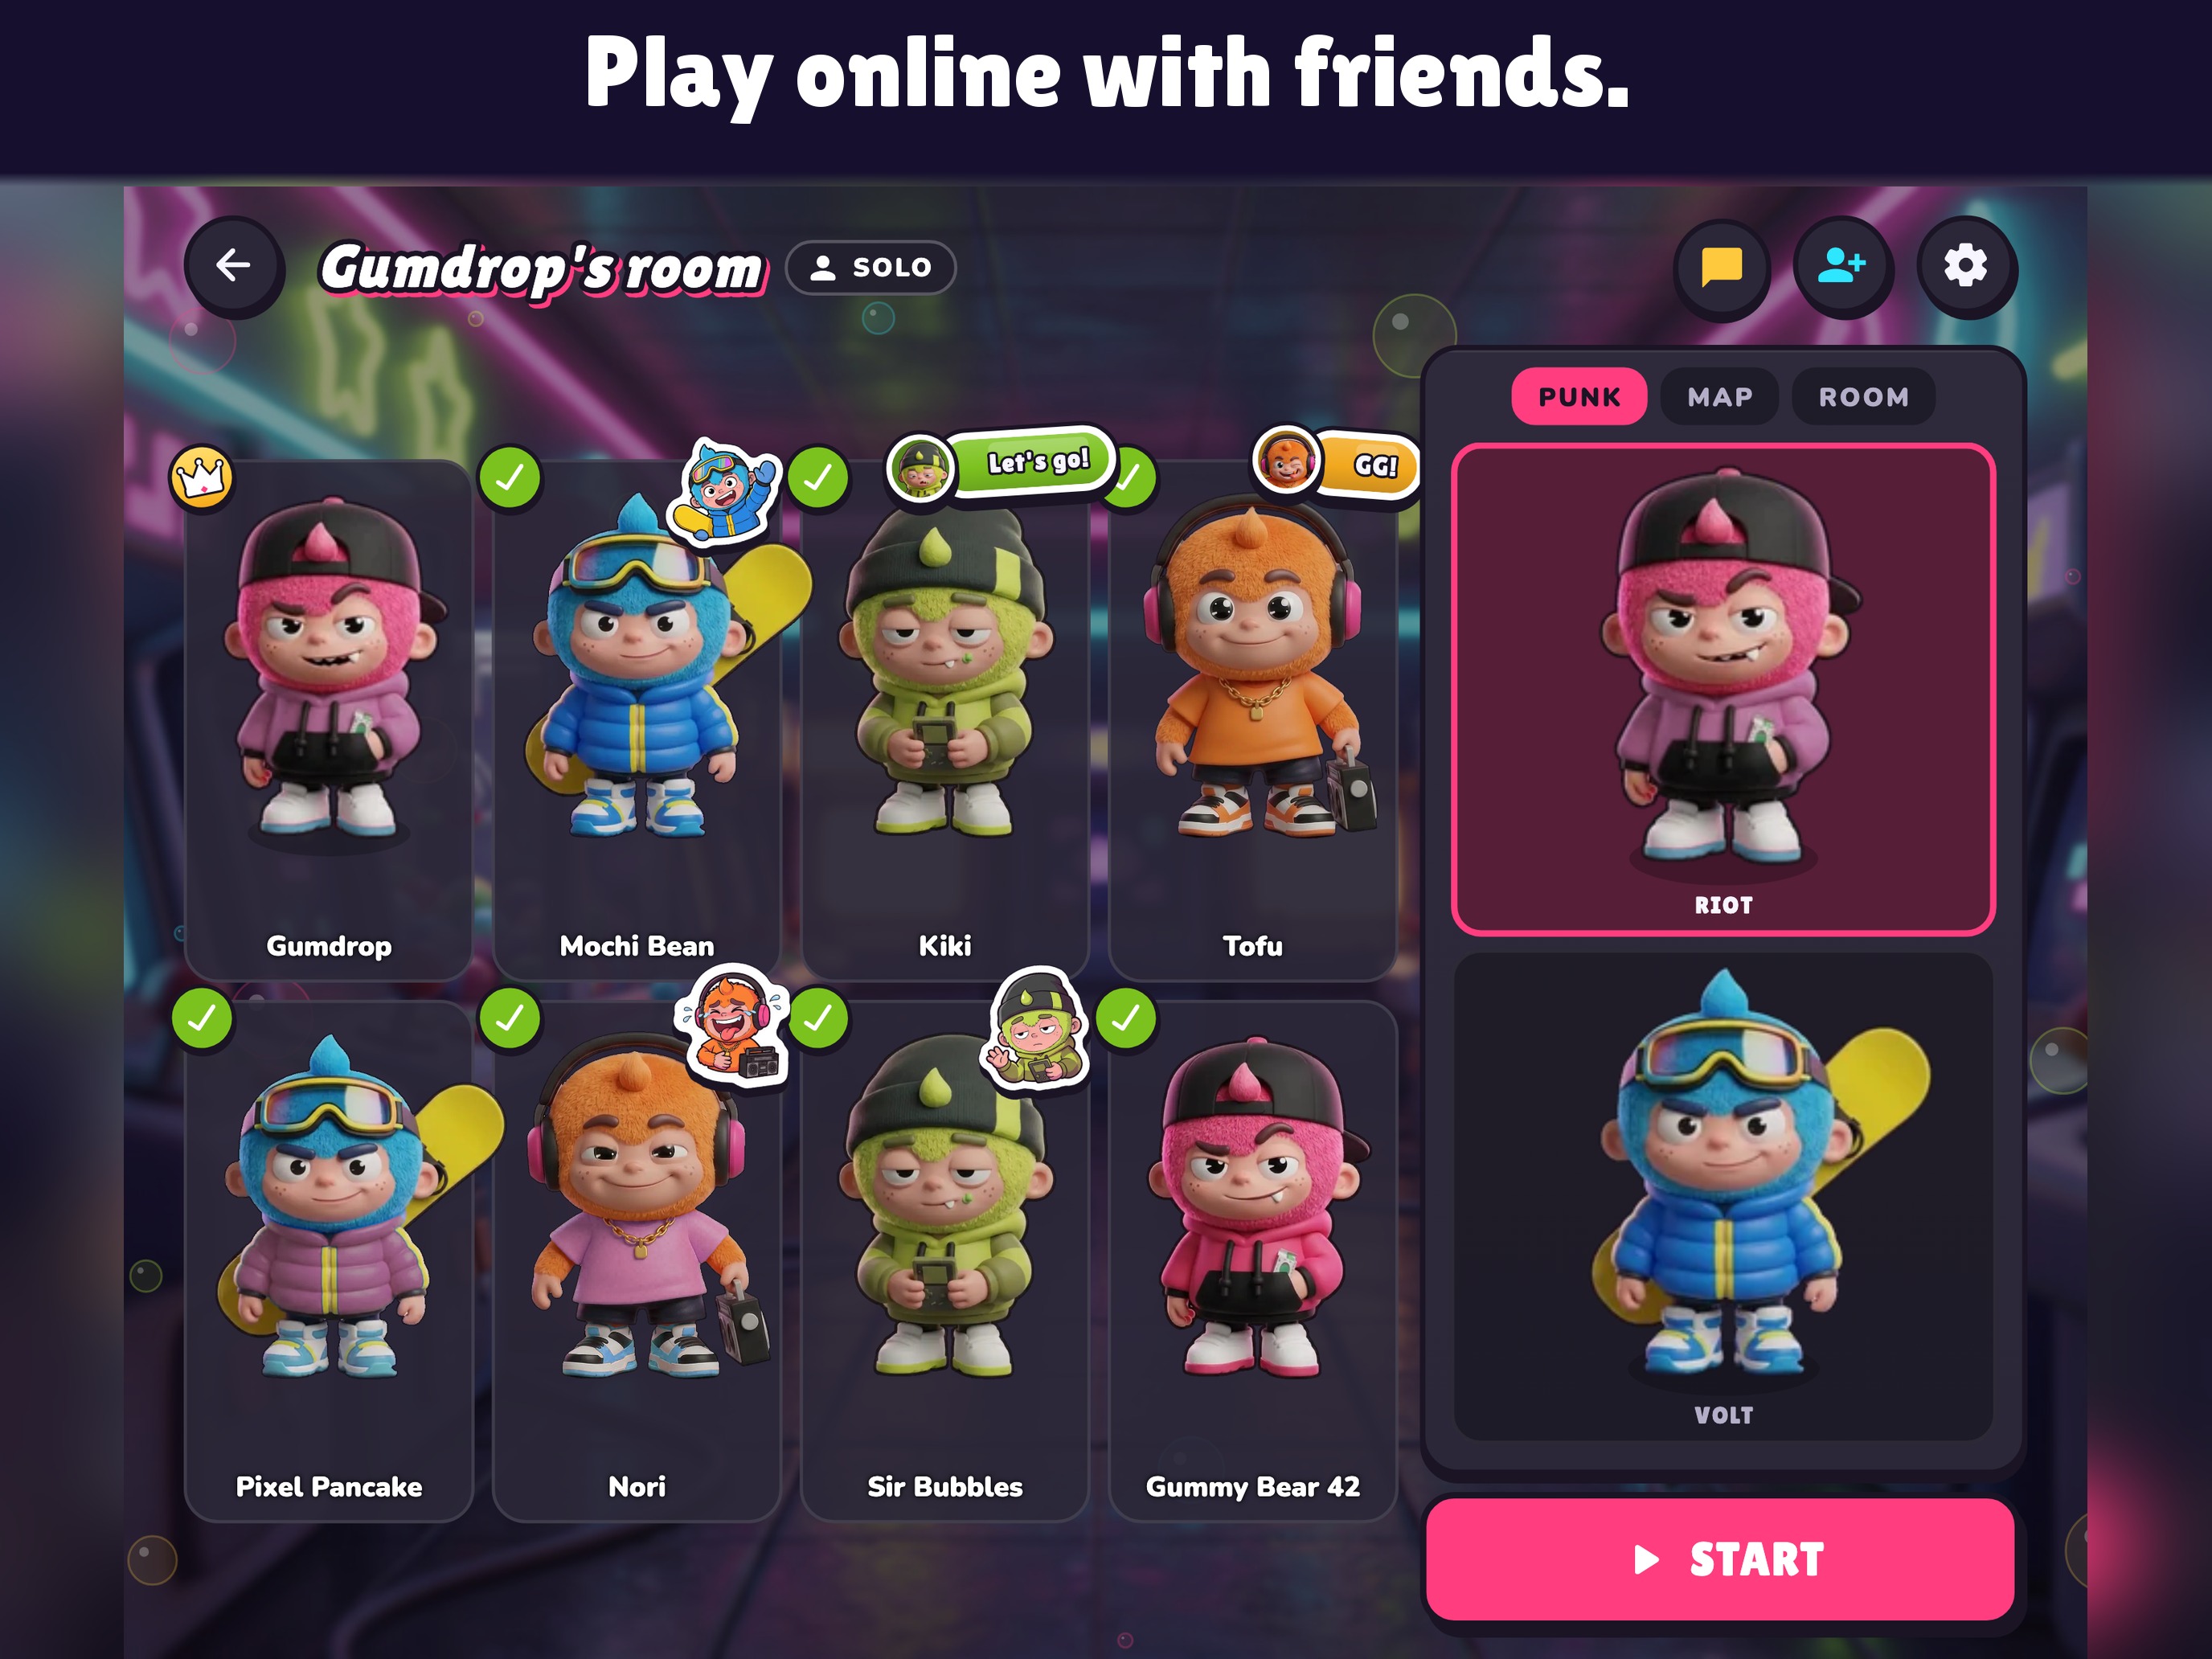 Play online with friends.
Gumdrop's room
SOLO
PUNK
MAP
ROOM
Let's go!
GG!
Gumdrop
Mochi Bean
Kiki
Tofu
RIOT
Pixel Pancake
Nori
Sir Bubbles
Gummy Bear 42
VOLT
START